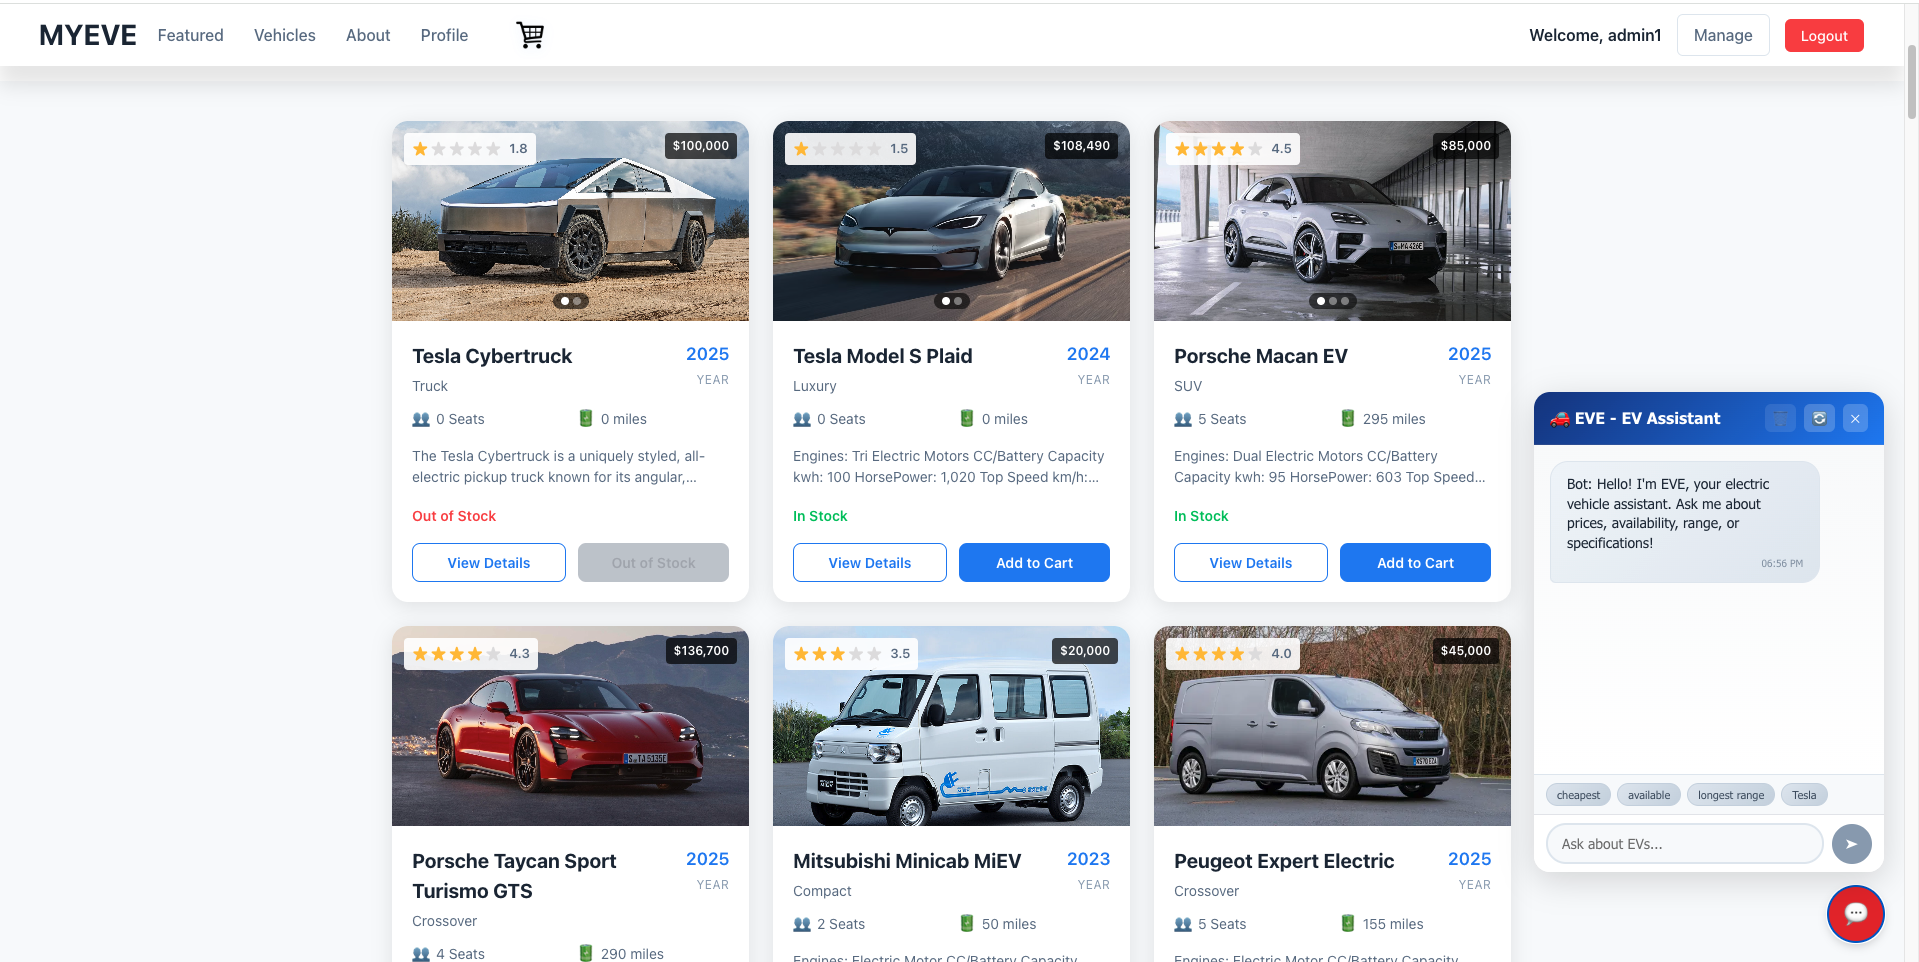 MYEVE
Featured
Vehicles
About
Profile
Welcome, admin1
Manage
Logout
1.8
$100,000
Tesla Cybertruck
2025
YEAR
Truck
0 Seats
0 miles
The Tesla Cybertruck is a uniquely styled, all-
electric pickup truck known for its angular,...
Out of Stock
View Details
Out of Stock
1.5
$108,490
Tesla Model S Plaid
2024
YEAR
Luxury
0 Seats
0 miles
Engines: Tri Electric Motors CC/Battery Capacity
kwh: 100 HorsePower: 1,020 Top Speed km/h:...
In Stock
View Details
Add to Cart
4.5
$85,000
S·MA 426E
Porsche Macan EV
2025
YEAR
SUV
5 Seats
295 miles
Engines: Dual Electric Motors CC/Battery
Capacity kwh: 95 HorsePower: 603 Top Speed...
In Stock
View Details
Add to Cart
4.3
$136,700
Porsche Taycan Sport
Turismo GTS
2025
YEAR
Crossover
4 Seats
290 miles
3.5
$20,000
Mitsubishi Minicab MiEV
2023
YEAR
Compact
2 Seats
50 miles
Engines: Electric Motor CC/Battery Capacity
4.0
$45,000
Peugeot Expert Electric
2025
YEAR
Crossover
5 Seats
155 miles
Engines: Electric Motor CC/Battery Capacity
EVE - EV Assistant
Bot: Hello! I'm EVE, your electric
vehicle assistant. Ask me about
prices, availability, range, or
specifications!
06:56 PM
cheapest
available
longest range
Tesla
Ask about EVs...